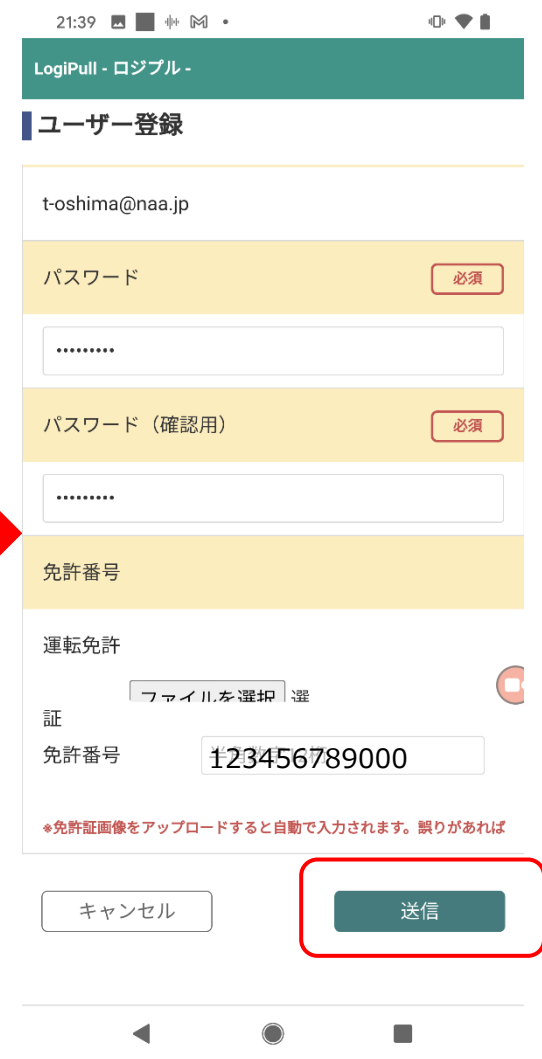 21:39
LogiPull - ロジプル -
ユーザー登録
t-oshima@naa.jp
パスワード 必須
•••••••••
パスワード（確認用） 必須
•••••••••
免許番号
運転免許
ファイルを選択 選
証
免許番号 123456789000
※免許証画像をアップロードすると自動で入力されます。誤りがあれば
キャンセル 送信